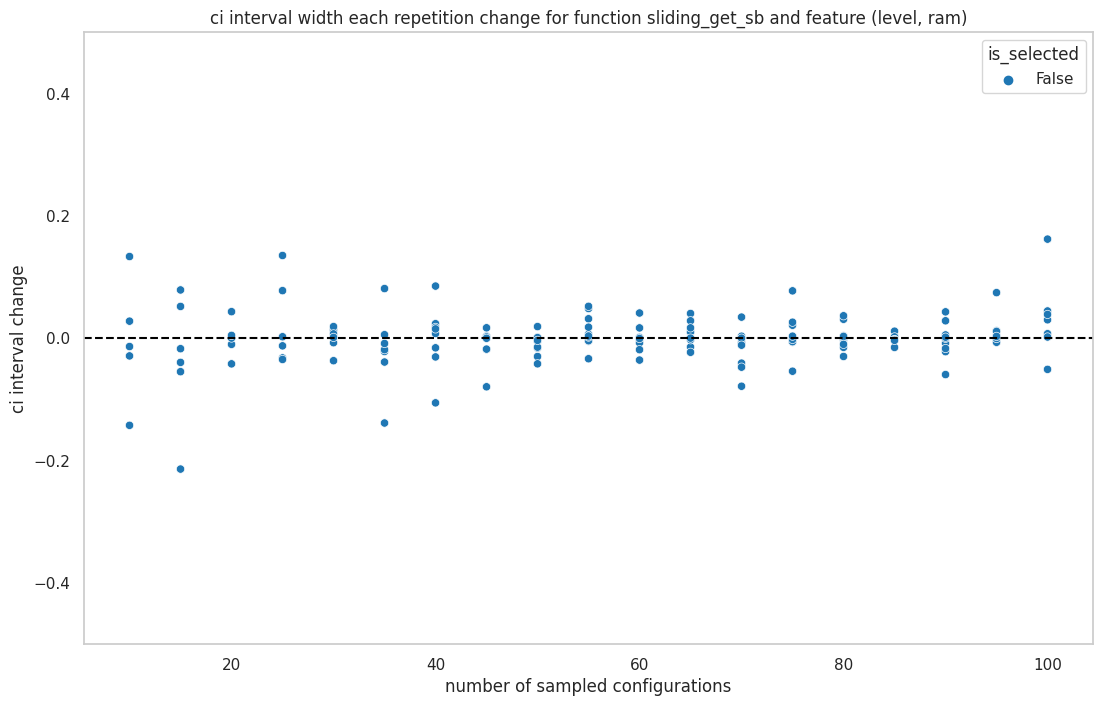 ci interval width each repetition change for function sliding_get_sb and feature (level, ram)
is_selected
False
ci interval change
0.4
0.2
0.0
−0.2
−0.4
20
40
60
80
100
number of sampled configurations